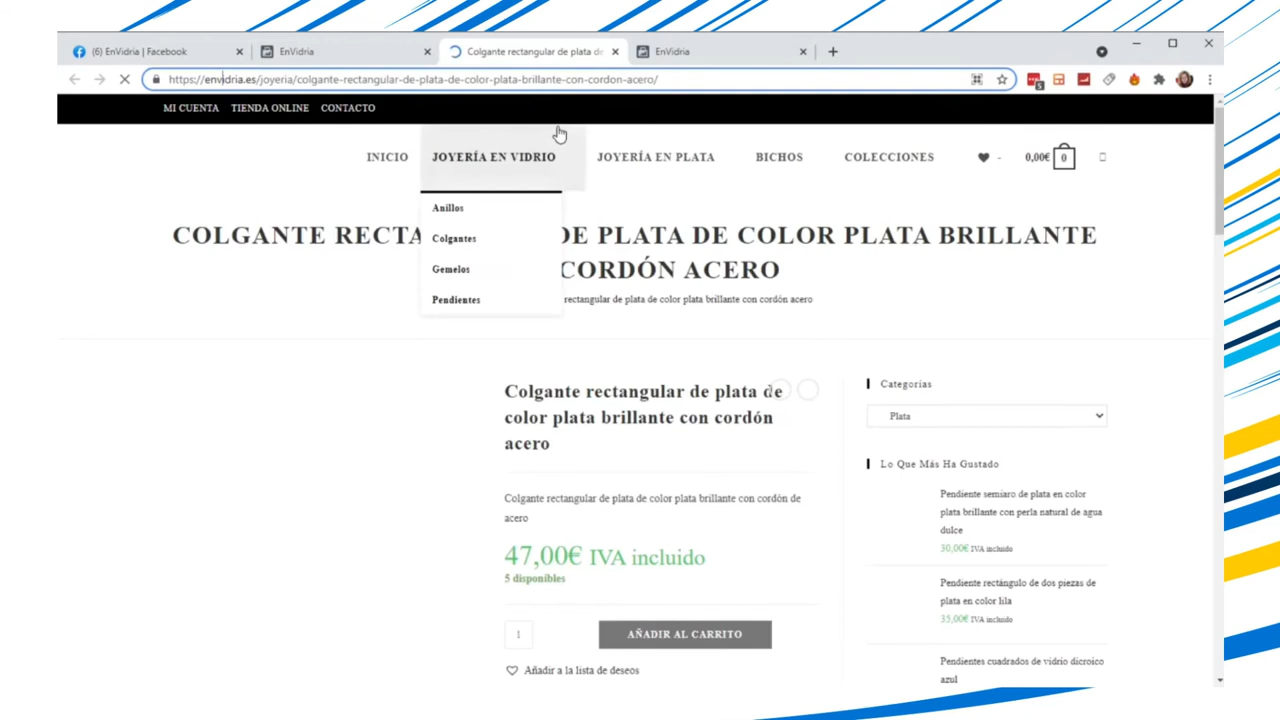 (6) EnVidria | Facebook
EnVidria
Colgante rectangular de plata de
EnVidria
https://envidria.es/joyeria/colgante-rectangular-de-plata-de-color-plata-brillante-con-cordon-acero/
5
MI CUENTA TIENDA ONLINE CONTACTO
INICIO JOYERÍA EN VIDRIO JOYERÍA EN PLATA BICHOS COLECCIONES - 0,00€ 0
Anillos
Colgantes
Gemelos
Pendientes
COLGANTE RECTA DE PLATA DE COLOR PLATA BRILLANTE
CORDÓN ACERO
rectangular de plata de color plata brillante con cordón acero
Colgante rectangular de plata de
color plata brillante con cordón
acero
Colgante rectangular de plata de color plata brillante con cordón de
acero
47,00€ IVA incluido
5 disponibles
1 AÑADIR AL CARRITO
Añadir a la lista de deseos
Categorías
Plata
Lo Que Más Ha Gustado
Pendiente semiaro de plata en color
plata brillante con perla natural de agua
dulce
30,00€ IVA incluido
Pendiente rectángulo de dos piezas de
plata en color lila
35,00€ IVA incluido
Pendientes cuadrados de vidrio dicroico
azul